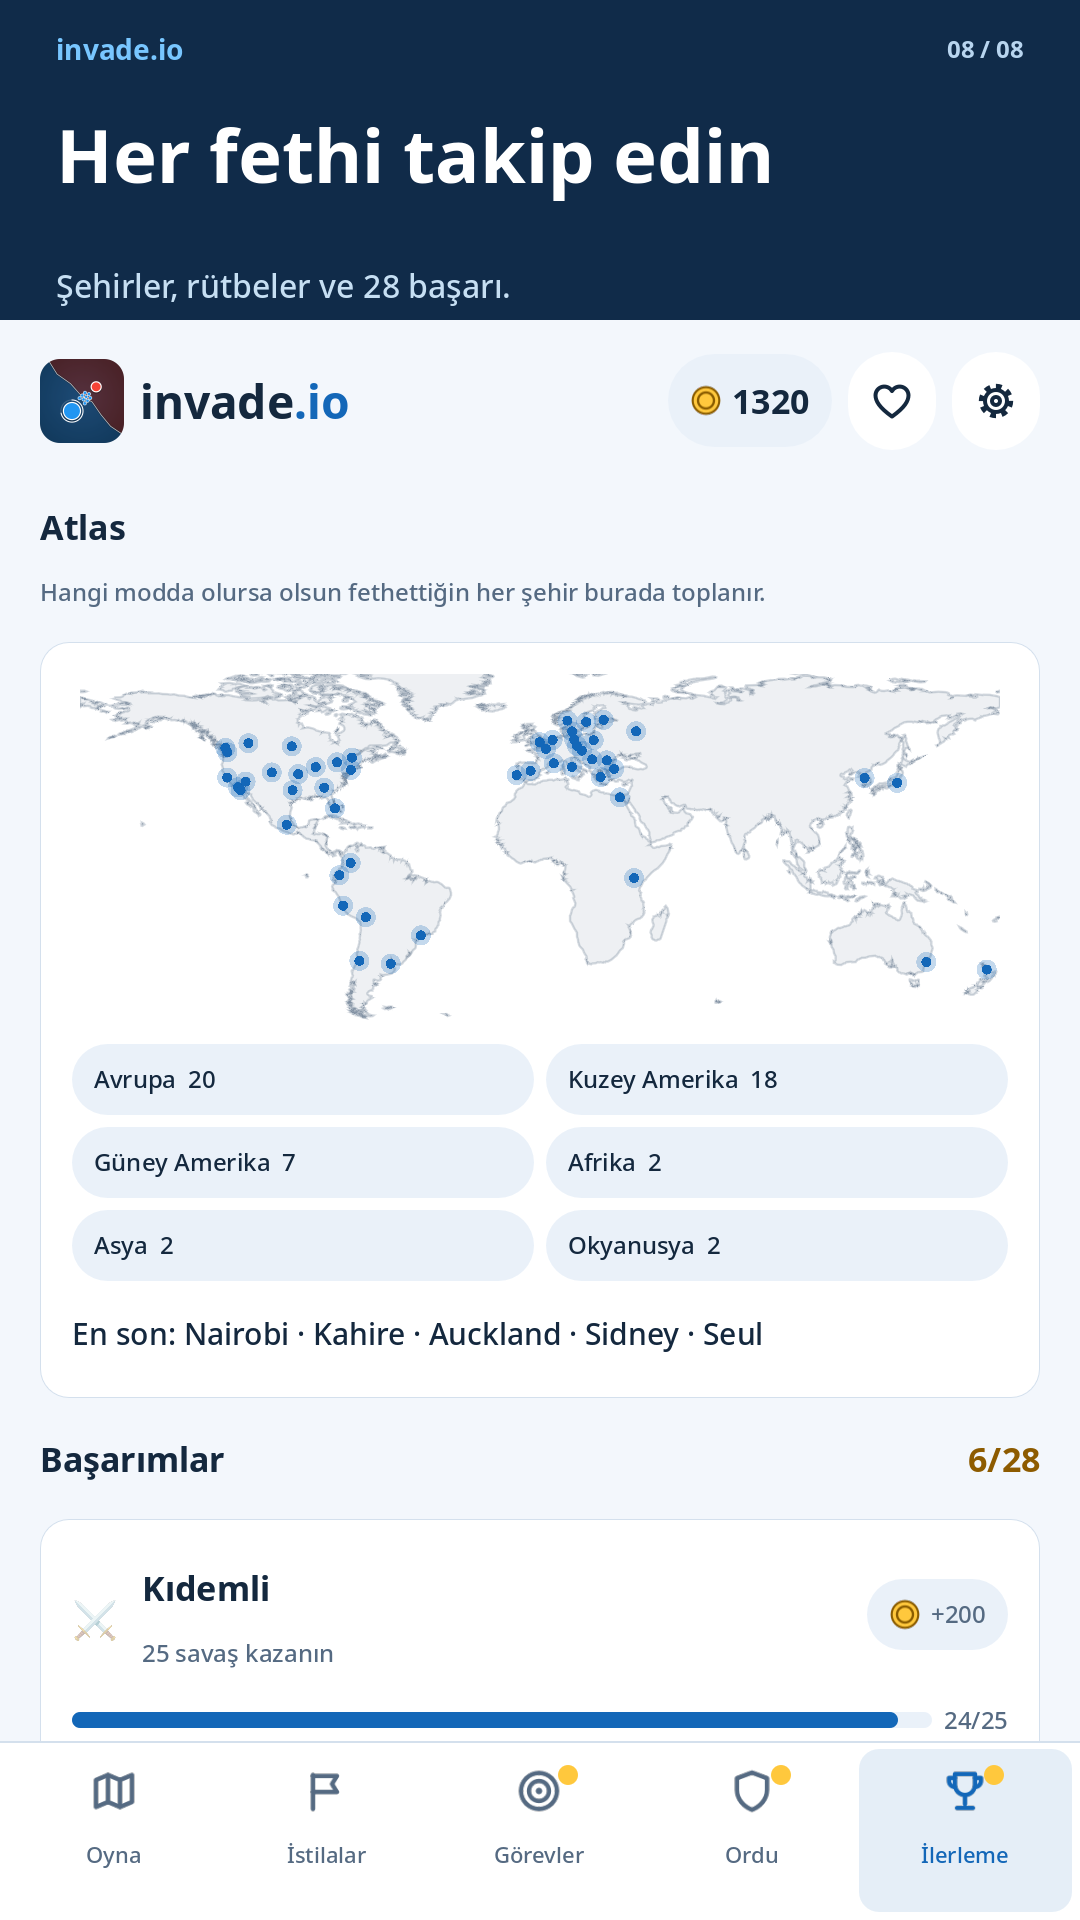 invade.io
08 / 08
Her fethi takip edin
Şehirler, rütbeler ve 28 başarı.
invade.io
1320
Atlas
Hangi modda olursa olsun fethettiğin her şehir burada toplanır.
Avrupa 20
Kuzey Amerika 18
Güney Amerika 7
Afrika 2
Asya 2
Okyanusya 2
En son: Nairobi · Kahire · Auckland · Sidney · Seul
Başarımlar
6/28
Kıdemli
25 savaş kazanın
+200
24/25
Oyna
İstilalar
Görevler
Ordu
İlerleme